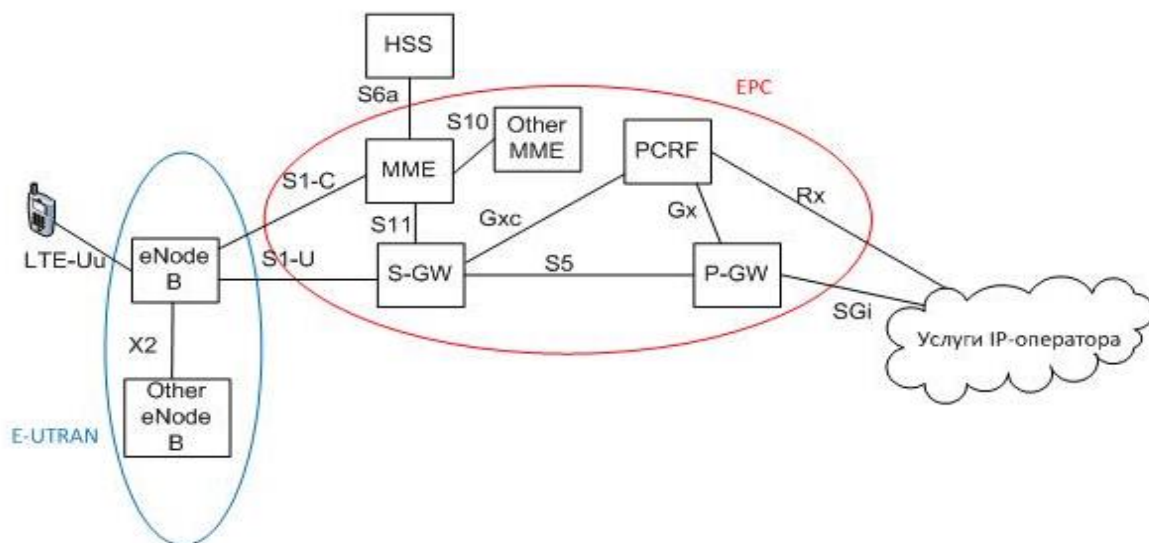 HSS
EPC
S6a
S10
Other
MME
PCRF
MME
S1-C
Rx
S11
Gxc
Gx
LTE-Uu
eNode
B
S1-U
S-GW
S5
P-GW
SGi
Услуги IP-оператора
X2
Other
eNode
B
E-UTRAN